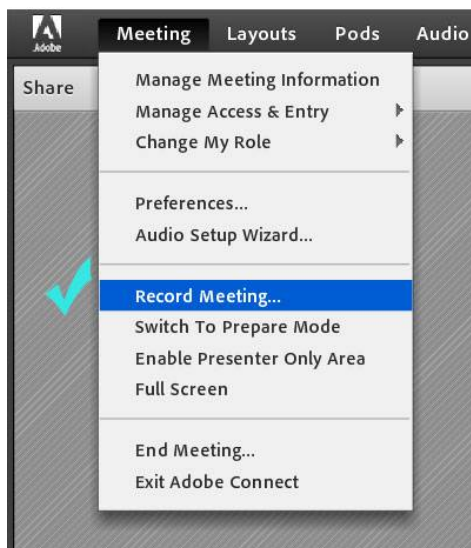 Adobe
Meeting Layouts Pods Audio
Share
Manage Meeting Information
Manage Access & Entry
Change My Role
Preferences...
Audio Setup Wizard...
Record Meeting...
Switch To Prepare Mode
Enable Presenter Only Area
Full Screen
End Meeting...
Exit Adobe Connect